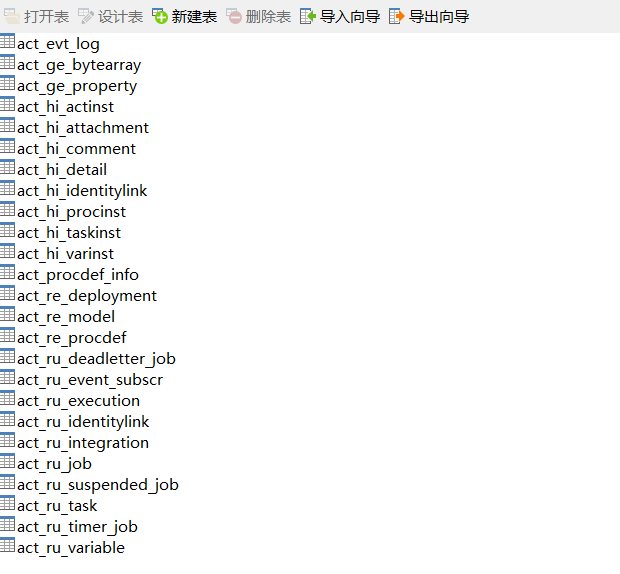 打开表 设计表 新建表 删除表 导入向导 导出向导
act_evt_log
act_ge_bytearray
act_ge_property
act_hi_actinst
act_hi_attachment
act_hi_comment
act_hi_detail
act_hi_identitylink
act_hi_procinst
act_hi_taskinst
act_hi_varinst
act_procdef_info
act_re_deployment
act_re_model
act_re_procdef
act_ru_deadletter_job
act_ru_event_subscr
act_ru_execution
act_ru_identitylink
act_ru_integration
act_ru_job
act_ru_suspended_job
act_ru_task
act_ru_timer_job
act_ru_variable